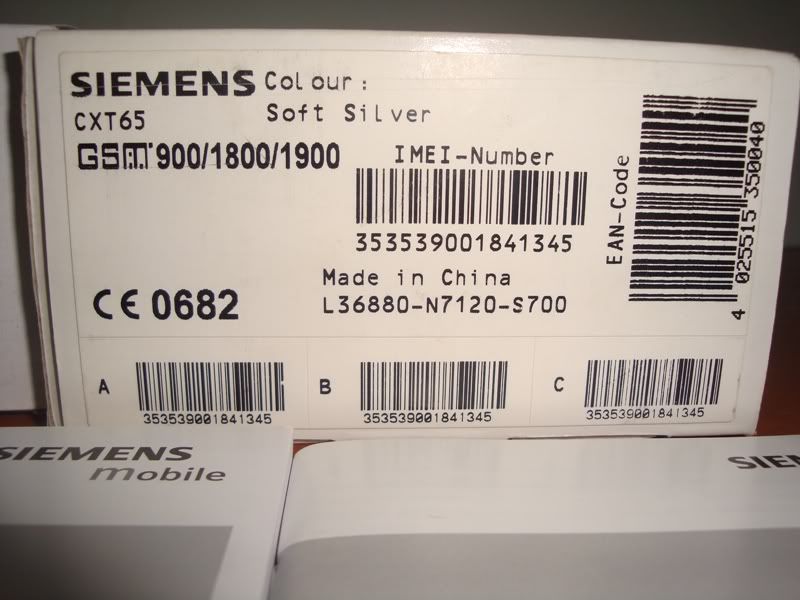 SIEMENS Colour:
CXT65 Soft Silver
GSM 900/1800/1900
IMEI-Number
353539001841345
Made in China
L36880-N7120-S700
CE 0682
EAN-Code
4 025515 350040
A 353539001841345
B 353539001841345
C 353539001841345
SIEMENS
mobile